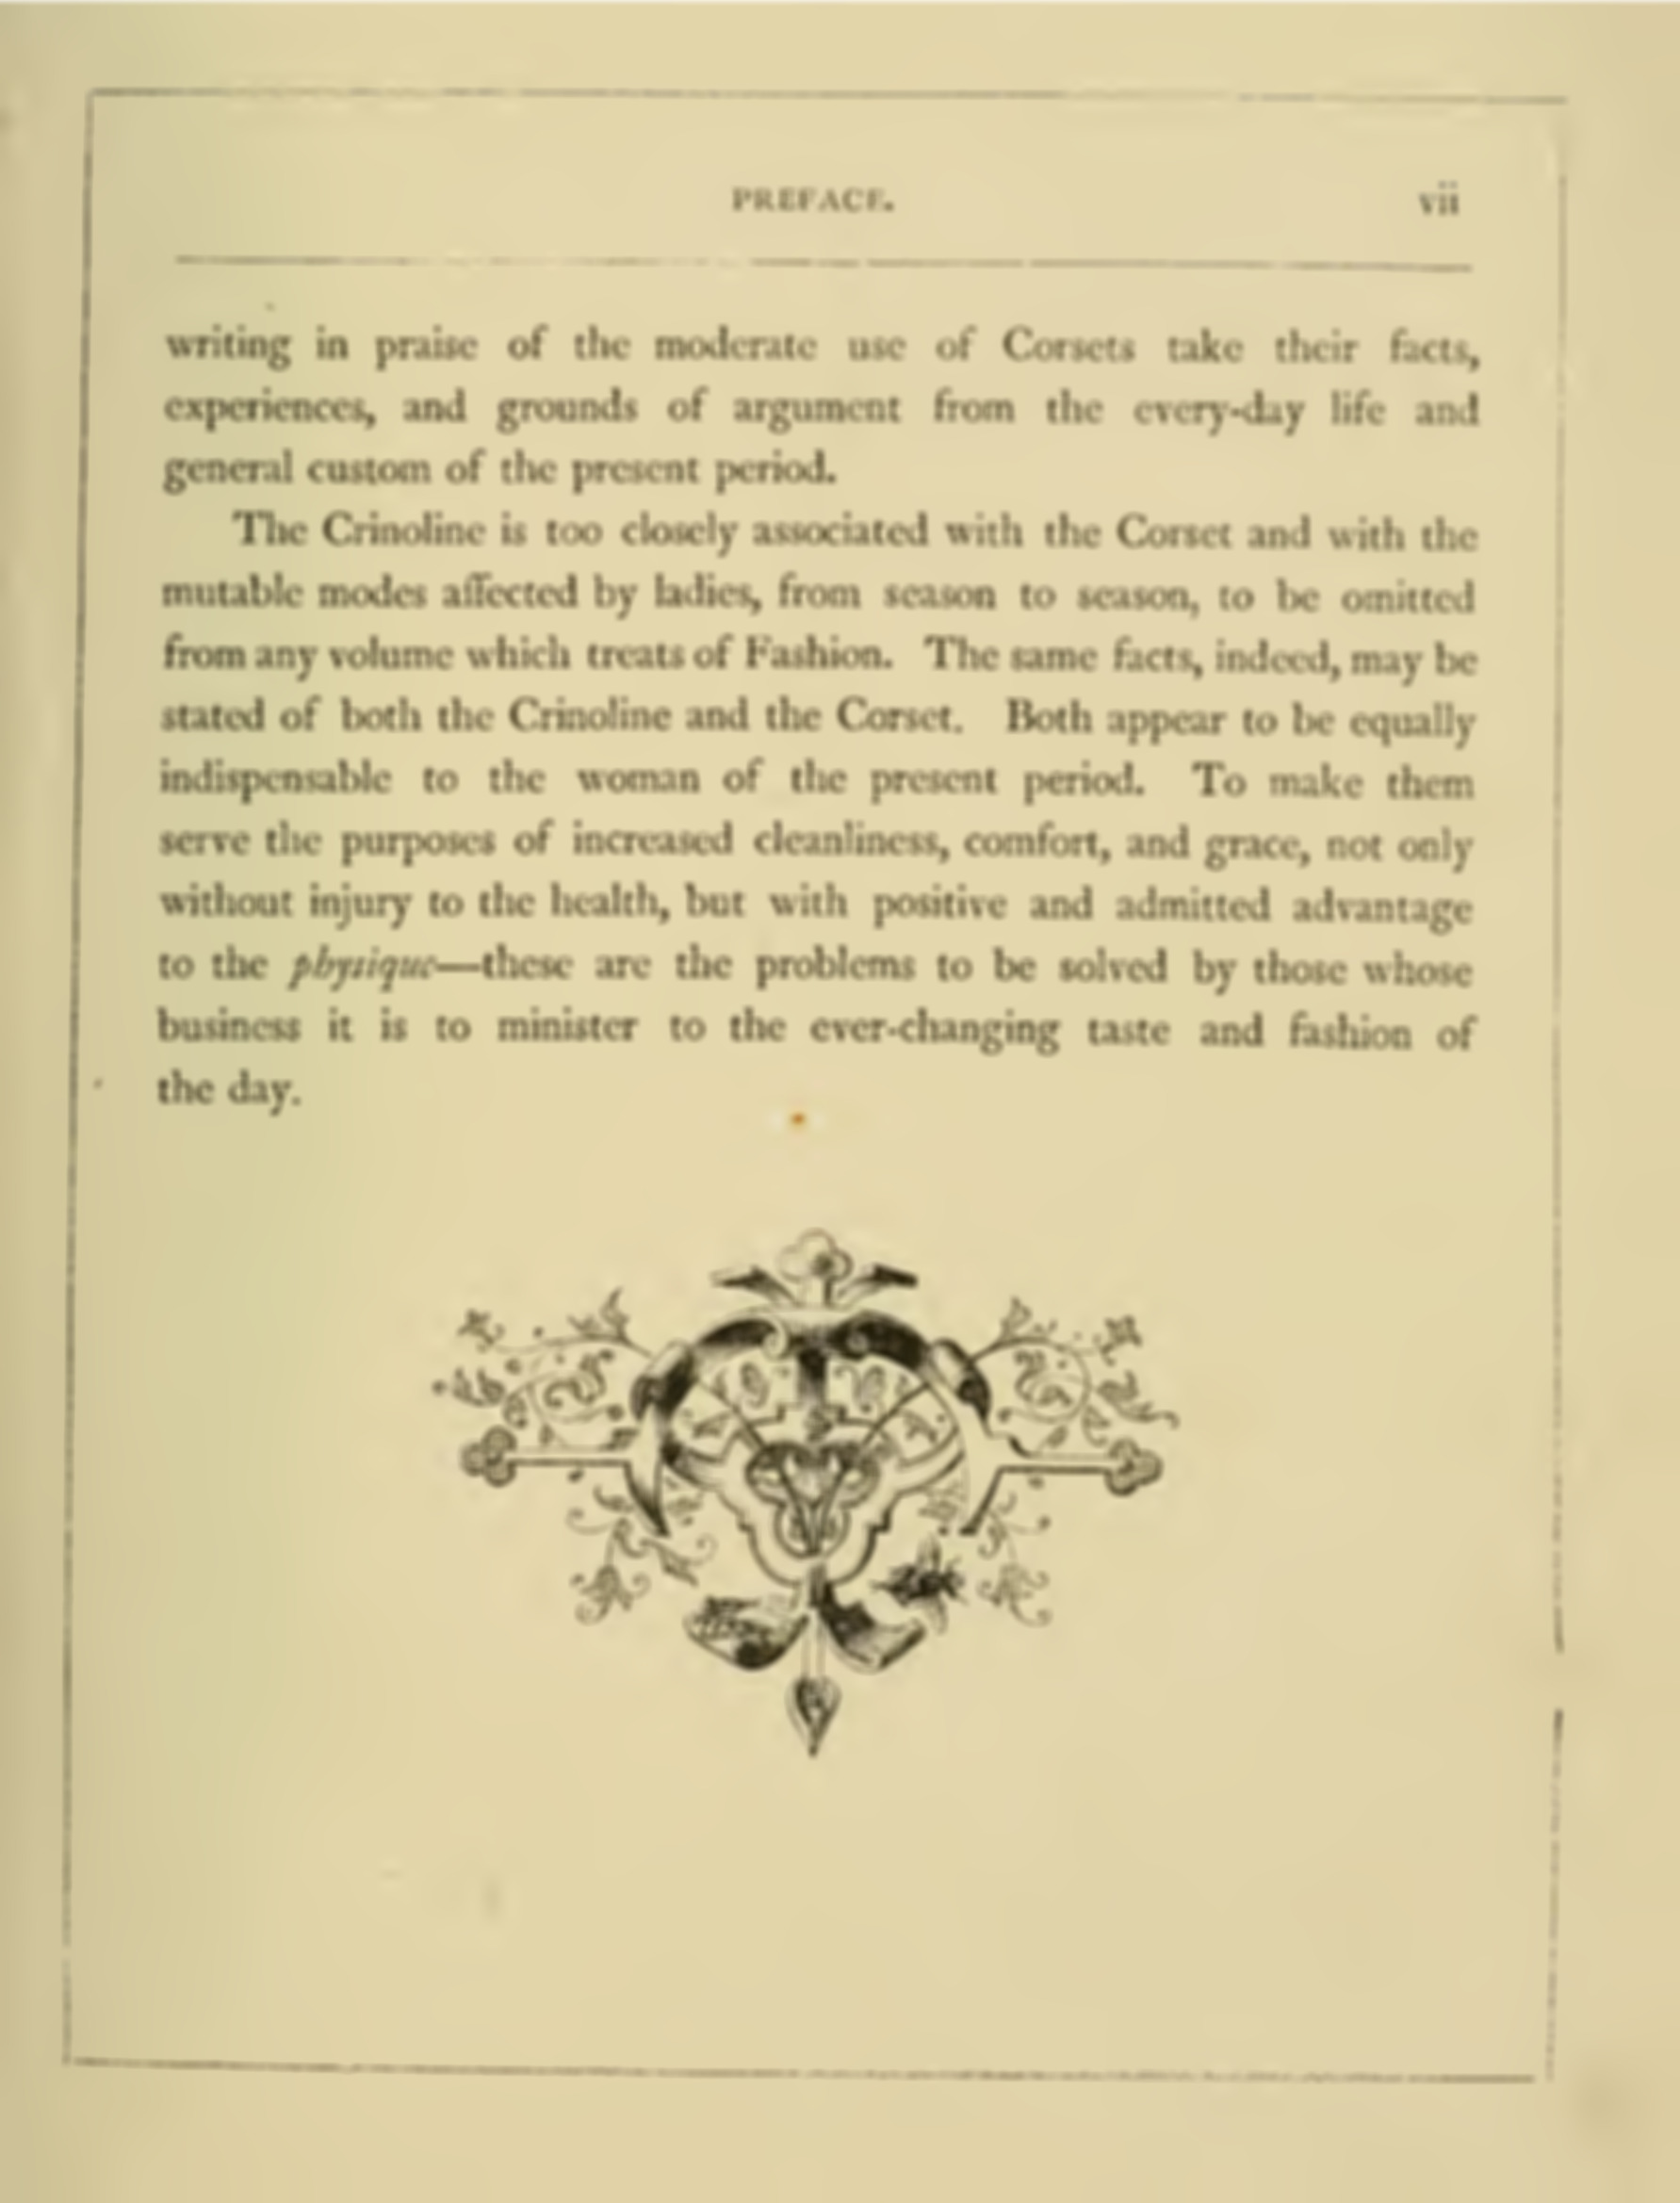 PREFACE. vii
writing in praise of the moderate use of Corsets take their facts,
experiences, and grounds of argument from the every-day life and
general custom of the present period.
The Crinoline is too closely associated with the Corset and with the
mutable modes affected by ladies, from season to season, to be omitted
from any volume which treats of Fashion. The same facts, indeed, may be
stated of both the Crinoline and the Corset. Both appear to be equally
indispensable to the woman of the present period. To make them
serve the purposes of increased cleanliness, comfort, and grace, not only
without injury to the health, but with positive and admitted advantage
to the physique—these are the problems to be solved by those whose
business it is to minister to the ever-changing taste and fashion of
the day.